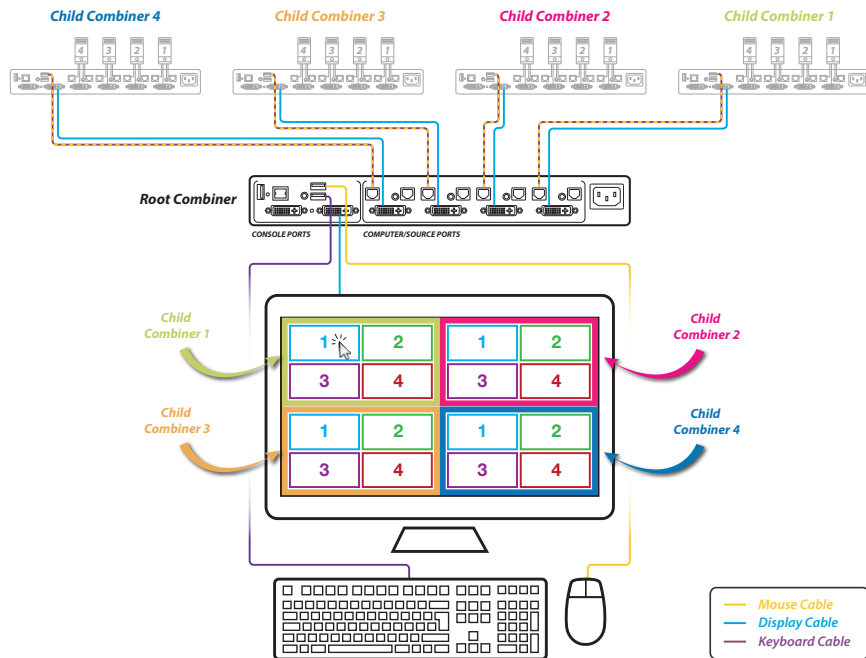 Child Combiner 4
Child Combiner 3
Child Combiner 2
Child Combiner 1
4 3 2 1
4 3 2 1
4 3 2 1
4 3 2 1
Root Combiner
CONSOLE PORTS
COMPUTER/SOURCE PORTS
Child
Combiner 1
Child
Combiner 2
1 2
1 2
3 4
3 4
Child
Combiner 3
Child
Combiner 4
1 2
1 2
3 4
3 4
Mouse Cable
Display Cable
Keyboard Cable